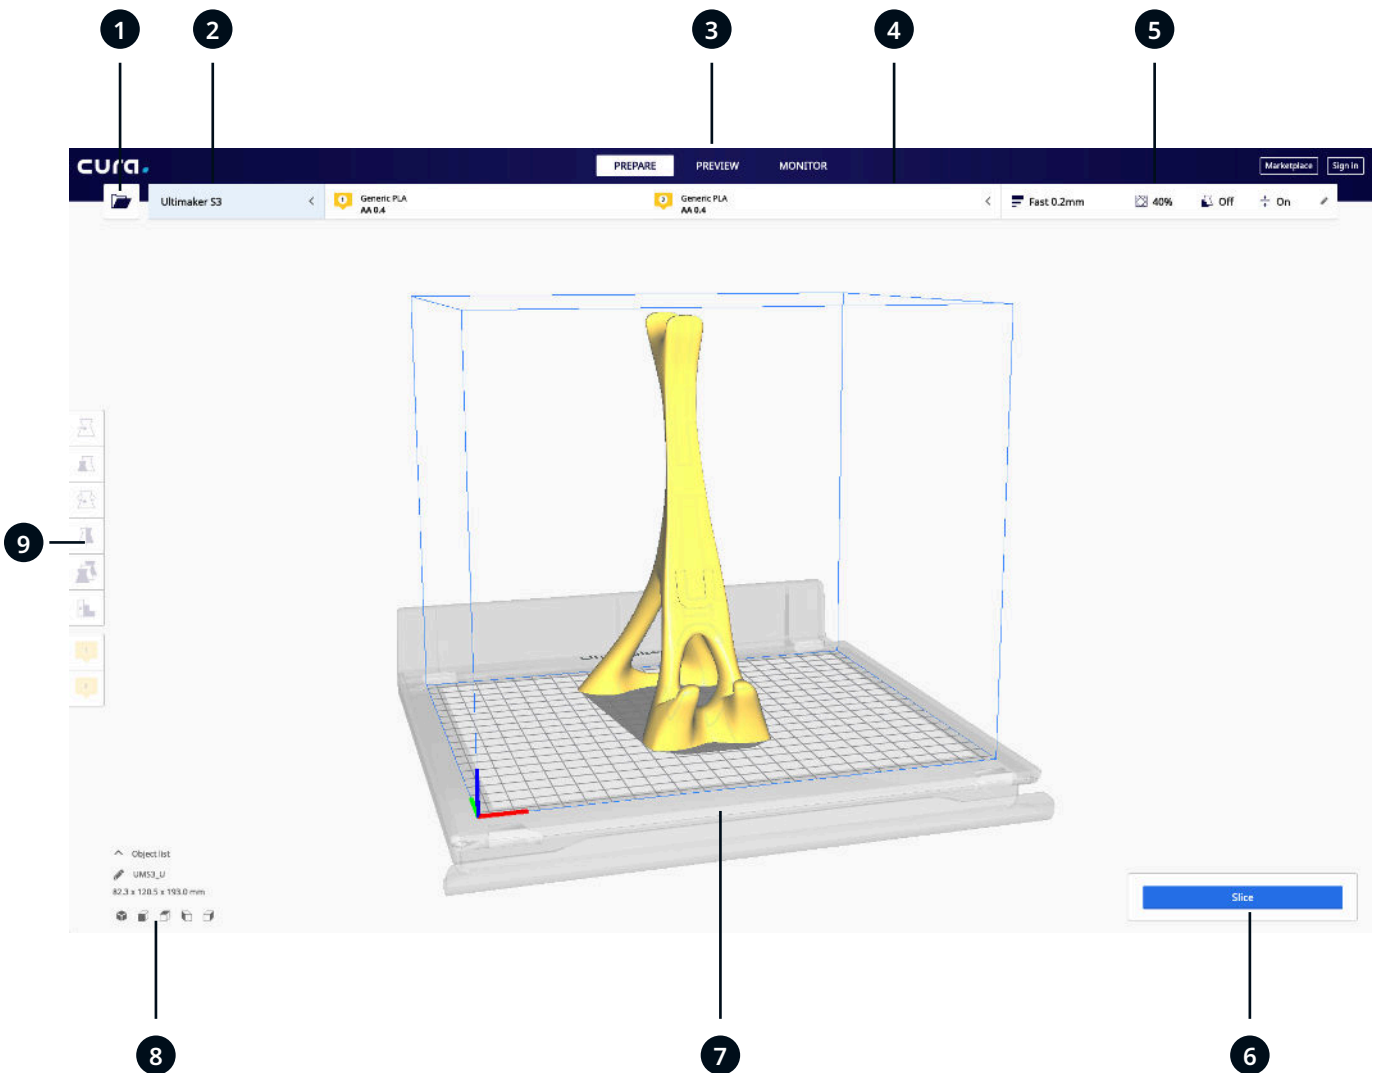 1 2 3 4 5
cura.
PREPARE PREVIEW MONITOR
Marketplace Sign in
Ultimaker S3
1 Generic PLA
AA 0.4
2 Generic PLA
AA 0.4
Fast 0.2mm 40% Off On
9
Object list
UMS3_U
82.3 x 120.5 x 193.0 mm
Slice
8 7 6